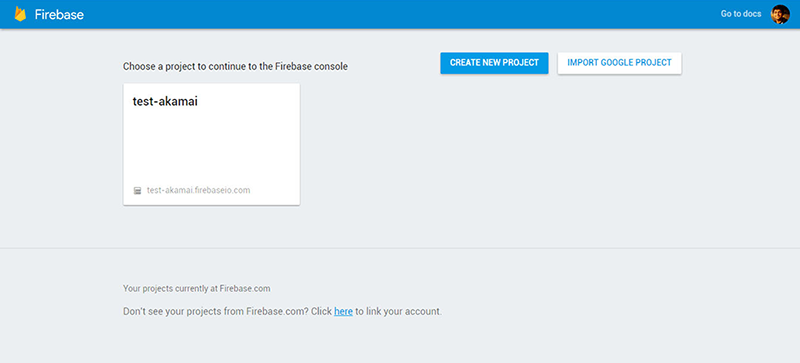 Firebase
Go to docs
Choose a project to continue to the Firebase console
CREATE NEW PROJECT
IMPORT GOOGLE PROJECT
test-akamai
test-akamai.firebaseio.com
Your projects currently at Firebase.com
Don't see your projects from Firebase.com? Click here to link your account.